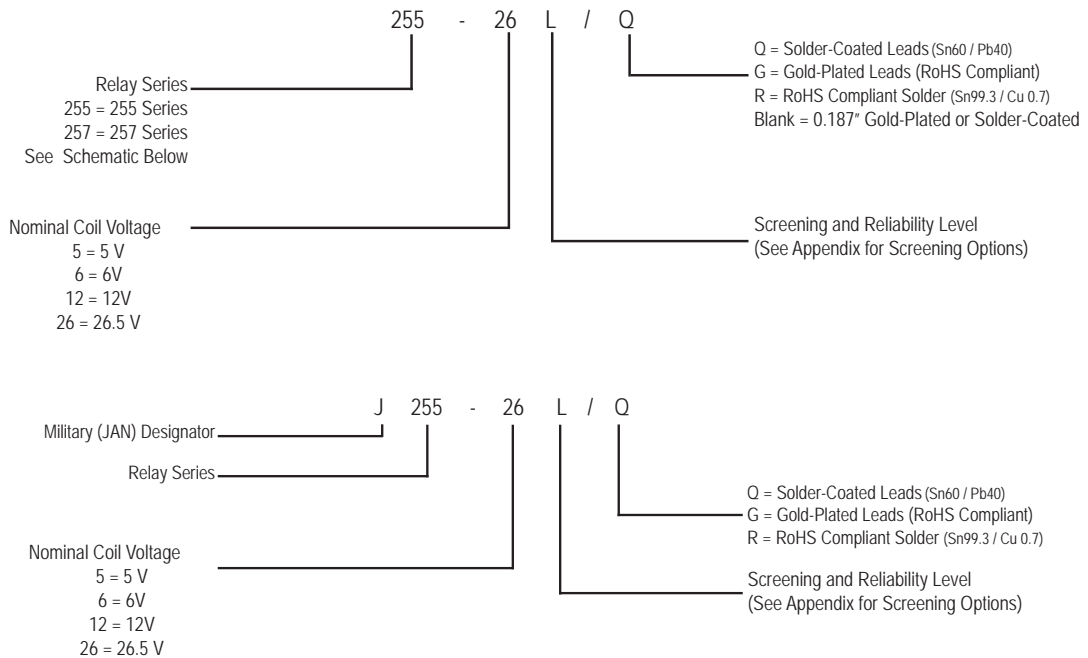 255 - 26 L / Q
Relay Series
255 = 255 Series
257 = 257 Series
See Schematic Below
Q = Solder-Coated Leads (Sn60 / Pb40)
G = Gold-Plated Leads (RoHS Compliant)
R = RoHS Compliant Solder (Sn99.3 / Cu 0.7)
Blank = 0.187″ Gold-Plated or Solder-Coated
Nominal Coil Voltage
5 = 5 V
6 = 6V
12 = 12V
26 = 26.5 V
Screening and Reliability Level
(See Appendix for Screening Options)
J 255 - 26 L / Q
Military (JAN) Designator
Relay Series
Q = Solder-Coated Leads (Sn60 / Pb40)
G = Gold-Plated Leads (RoHS Compliant)
R = RoHS Compliant Solder (Sn99.3 / Cu 0.7)
Nominal Coil Voltage
5 = 5 V
6 = 6V
12 = 12V
26 = 26.5 V
Screening and Reliability Level
(See Appendix for Screening Options)